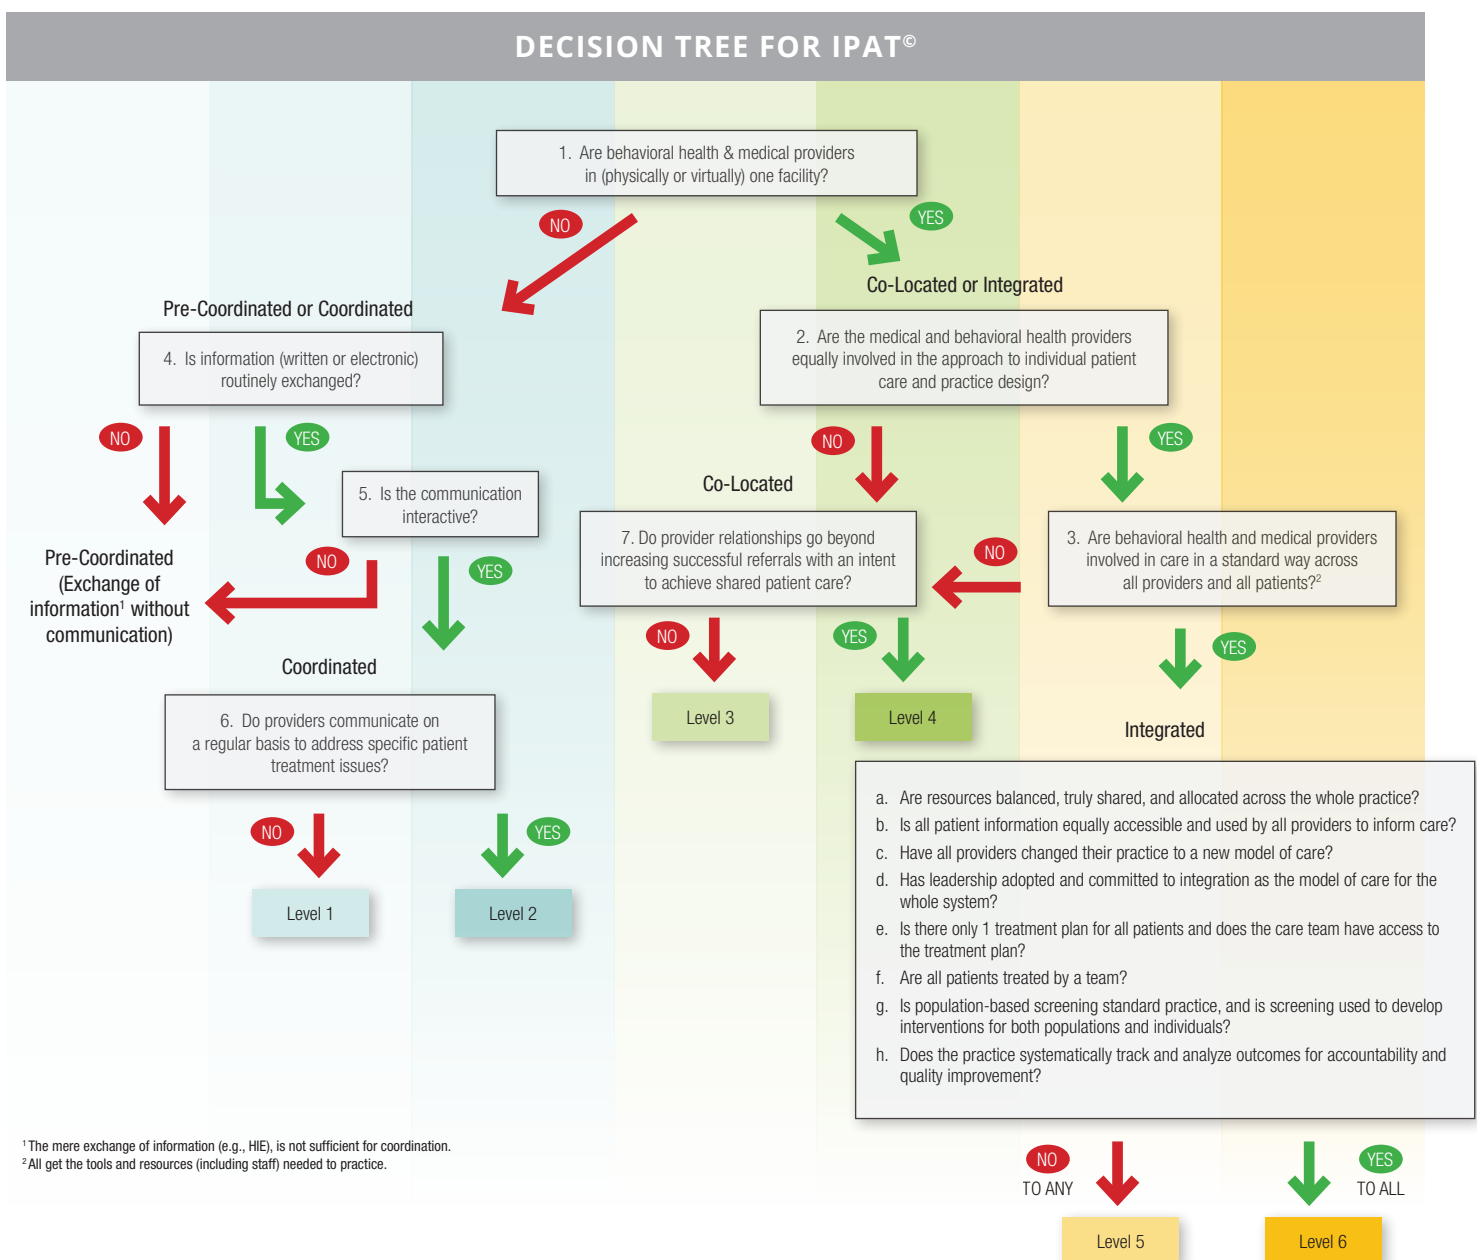 DECISION TREE FOR IPAT©
1. Are behavioral health & medical providers
in (physically or virtually) one facility?
NO
YES
Pre-Coordinated or Coordinated
Co-Located or Integrated
4. Is information (written or electronic)
routinely exchanged?
2. Are the medical and behavioral health providers
equally involved in the approach to individual patient
care and practice design?
NO
YES
NO
YES
5. Is the communication
interactive?
Co-Located
7. Do provider relationships go beyond
increasing successful referrals with an intent
to achieve shared patient care?
NO
3. Are behavioral health and medical providers
involved in care in a standard way across
all providers and all patients?²
Pre-Coordinated
(Exchange of
information¹ without
communication)
NO
YES
NO
YES
YES
Coordinated
6. Do providers communicate on
a regular basis to address specific patient
treatment issues?
Level 3
Level 4
Integrated
NO
YES
Level 1
Level 2
a. Are resources balanced, truly shared, and allocated across the whole practice?
b. Is all patient information equally accessible and used by all providers to inform care?
c. Have all providers changed their practice to a new model of care?
d. Has leadership adopted and committed to integration as the model of care for the
whole system?
e. Is there only 1 treatment plan for all patients and does the care team have access to
the treatment plan?
f. Are all patients treated by a team?
g. Is population-based screening standard practice, and is screening used to develop
interventions for both populations and individuals?
h. Does the practice systematically track and analyze outcomes for accountability and
quality improvement?
¹ The mere exchange of information (e.g., HIE), is not sufficient for coordination.
² All get the tools and resources (including staff) needed to practice.
NO
TO ANY
YES
TO ALL
Level 5
Level 6